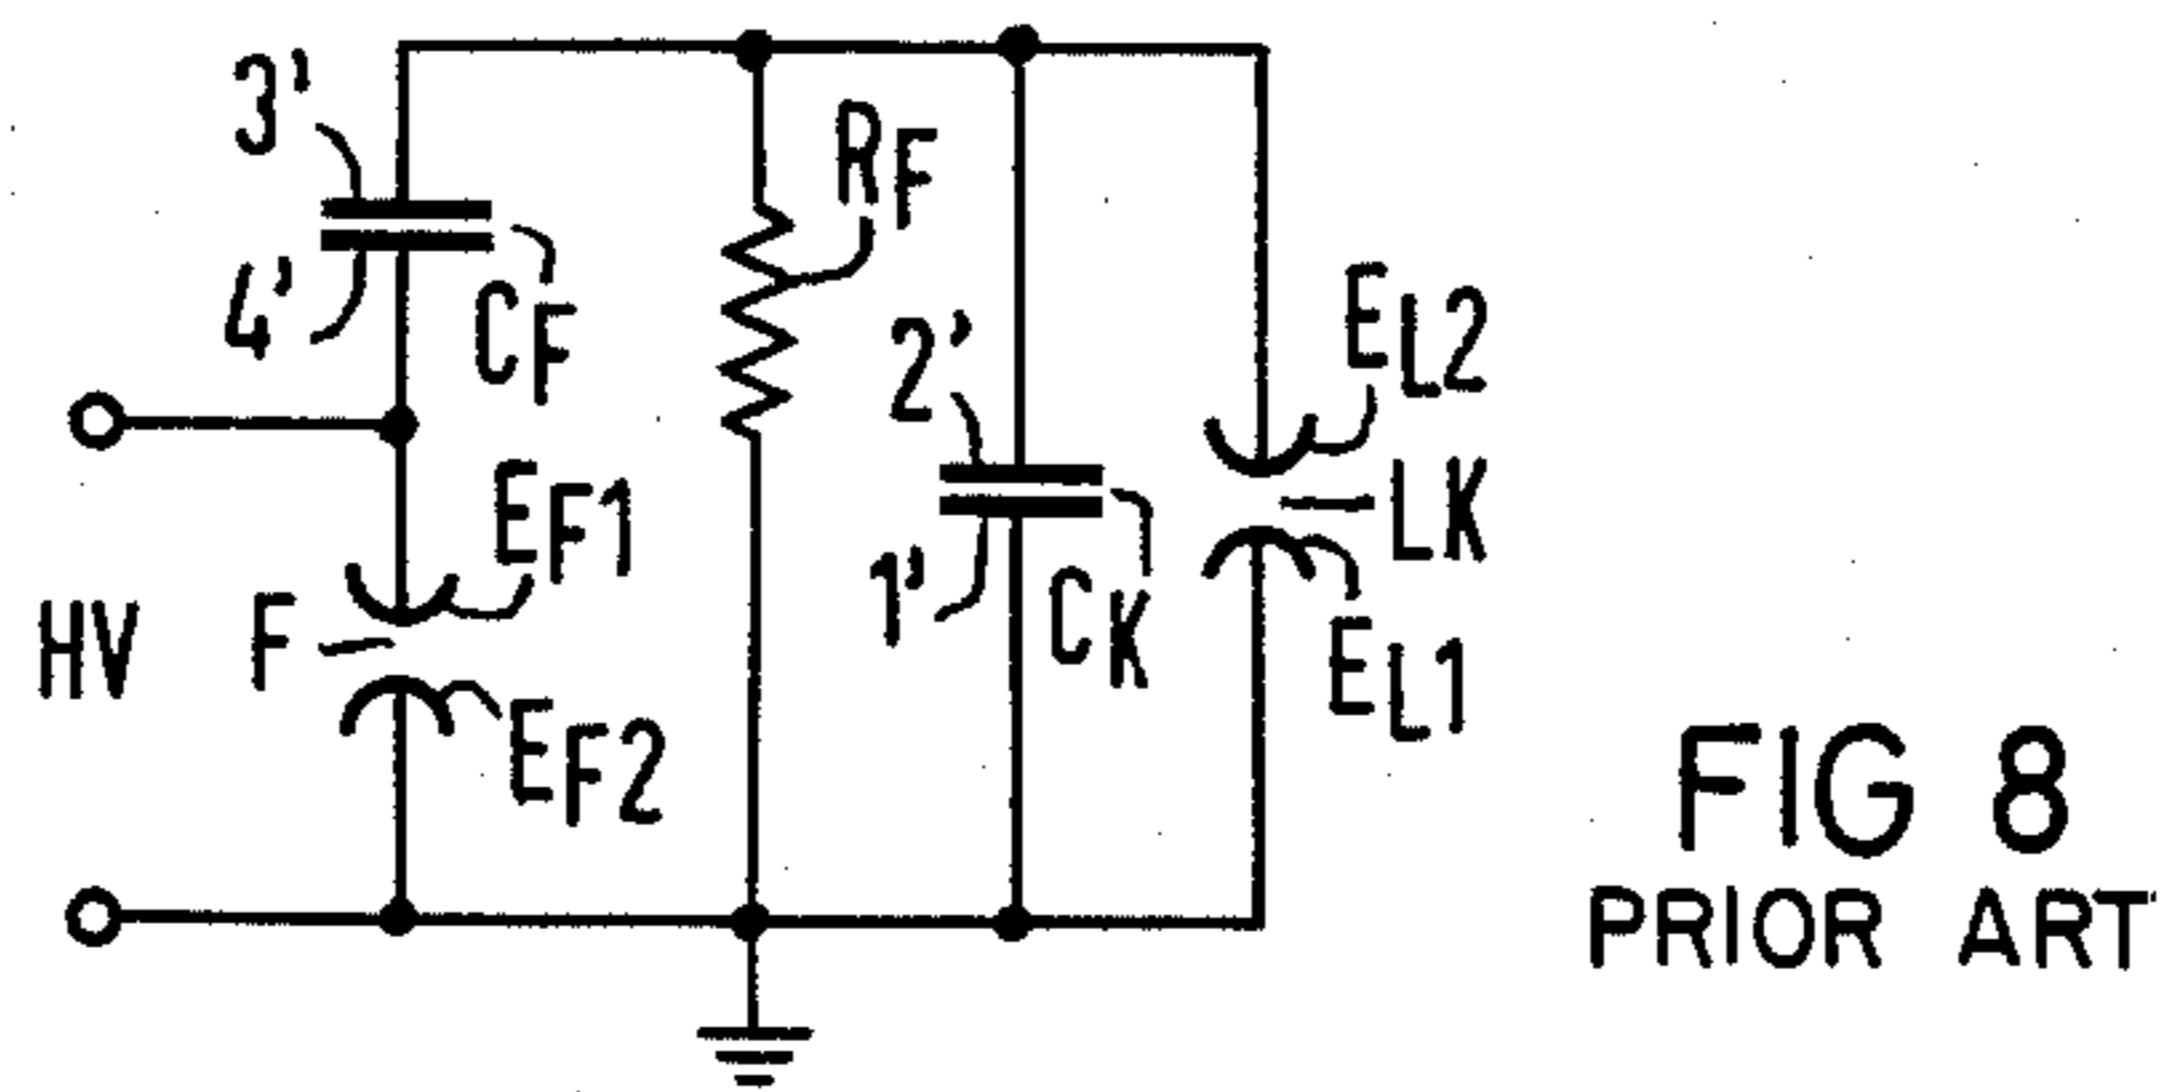 3'
4'
CF
RF
2'
1'
CK
EL2
LK
EL1
HV
F
EF1
EF2
FIG 8
PRIOR ART